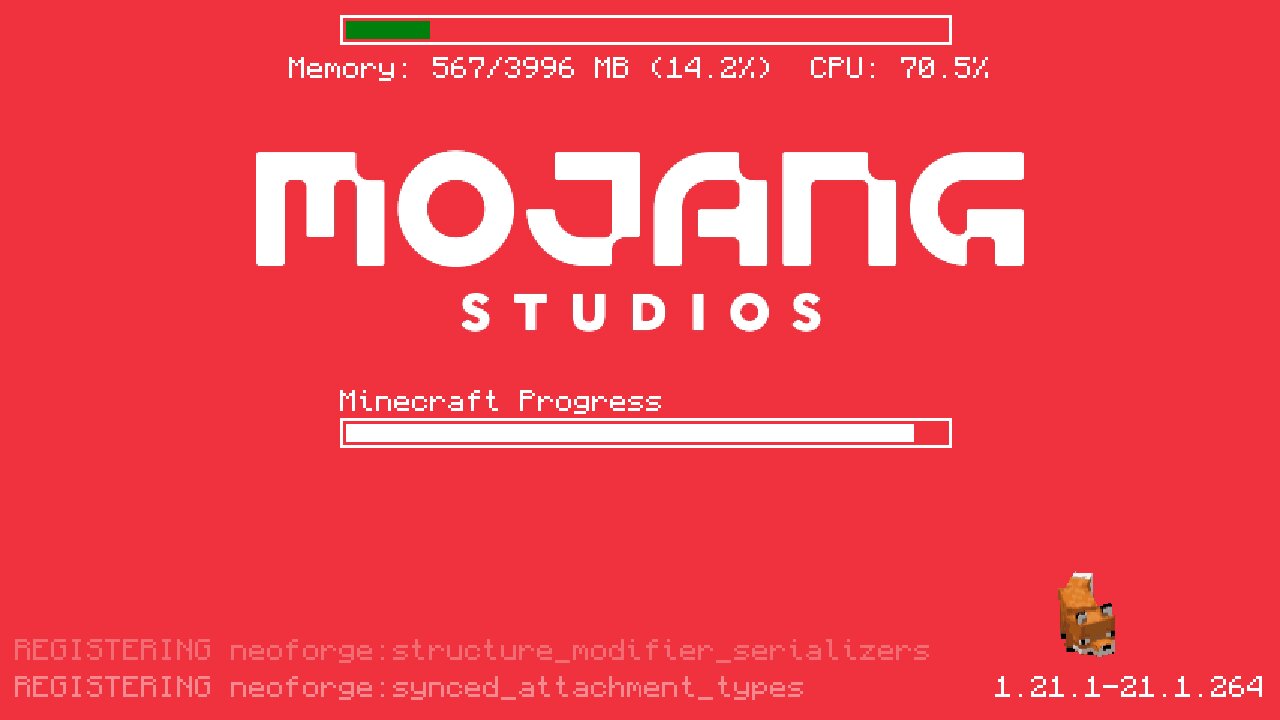 Memory: 567/3996 MB (14.2%)  CPU: 70.5%
MOJANG
STUDIOS
Minecraft Progress
REGISTERING neoforge:structure_modifier_serializers
REGISTERING neoforge:synced_attachment_types
1.21.1-21.1.264